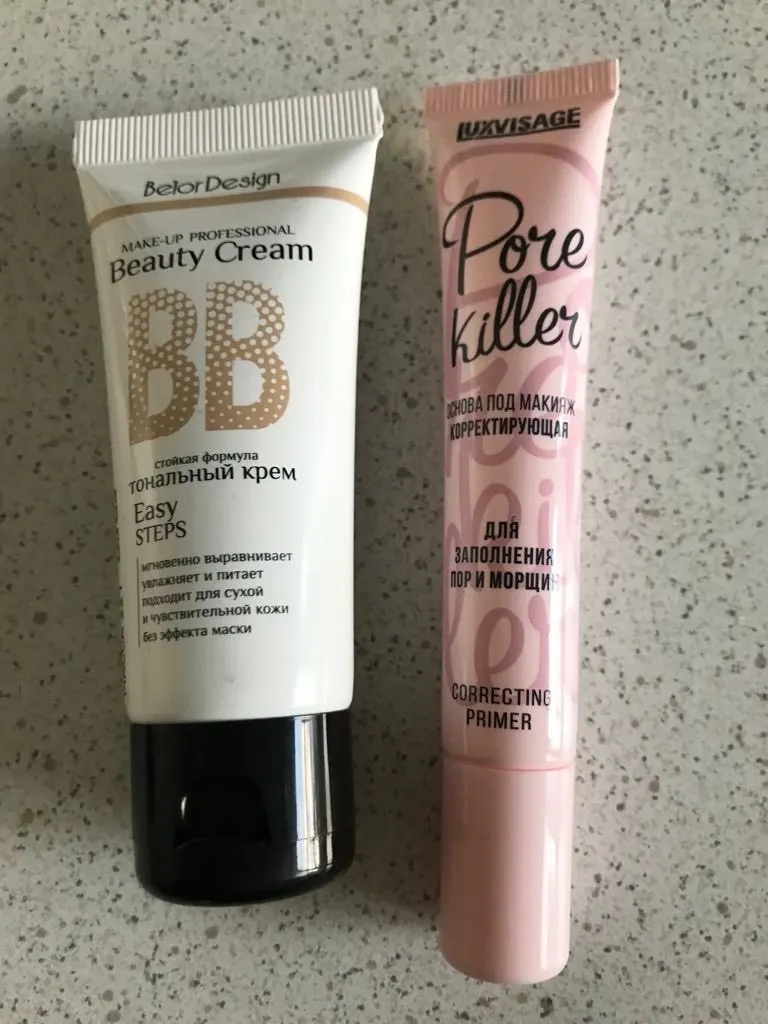 BelorDesign
MAKE-UP PROFESSIONAL
Beauty Cream
BB
стойкая формула
тональный крем
Easy
STEPS
мгновенно выравнивает
увлажняет и питает
подходит для сухой
и чувствительной кожи
без эффекта маски
LUXVISAGE
Pore
killer
ОСНОВА ПОД МАКИЯЖ
КОРРЕКТИРУЮЩАЯ
ДЛЯ
ЗАПОЛНЕНИЯ
ПОР И МОРЩИН
CORRECTING
PRIMER